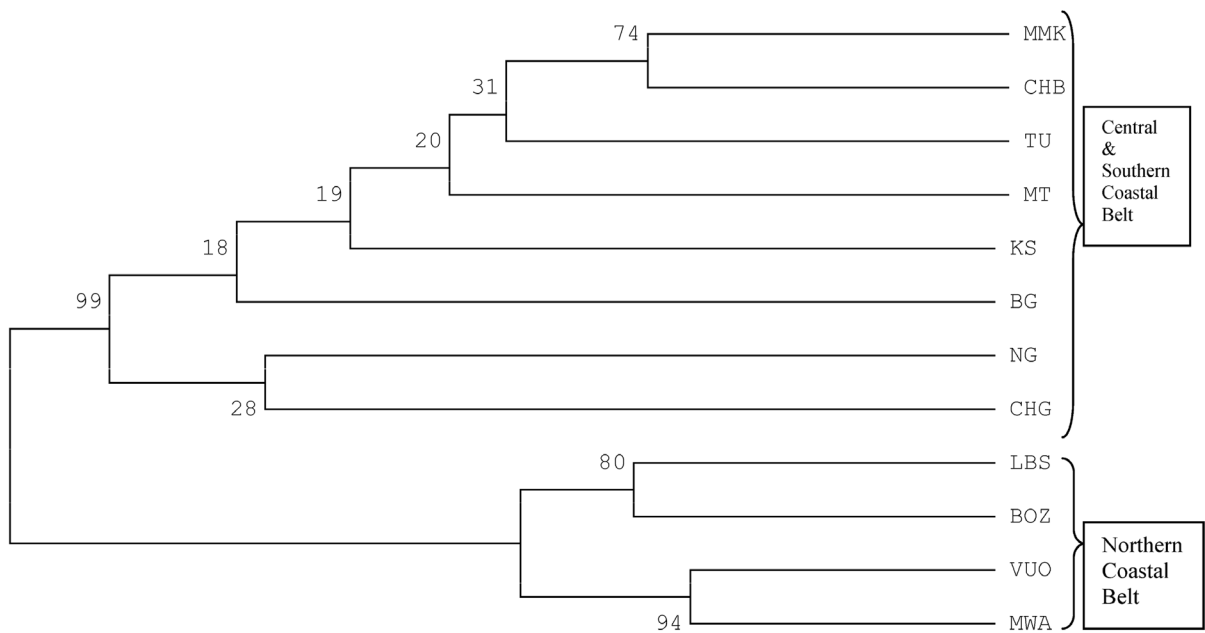 74
MMK
CHB
31
TU
20
MT
19
KS
18
BG
99
NG
28
CHG
Central
&
Southern
Coastal
Belt
80
LBS
BOZ
VUO
94
MWA
Northern
Coastal
Belt